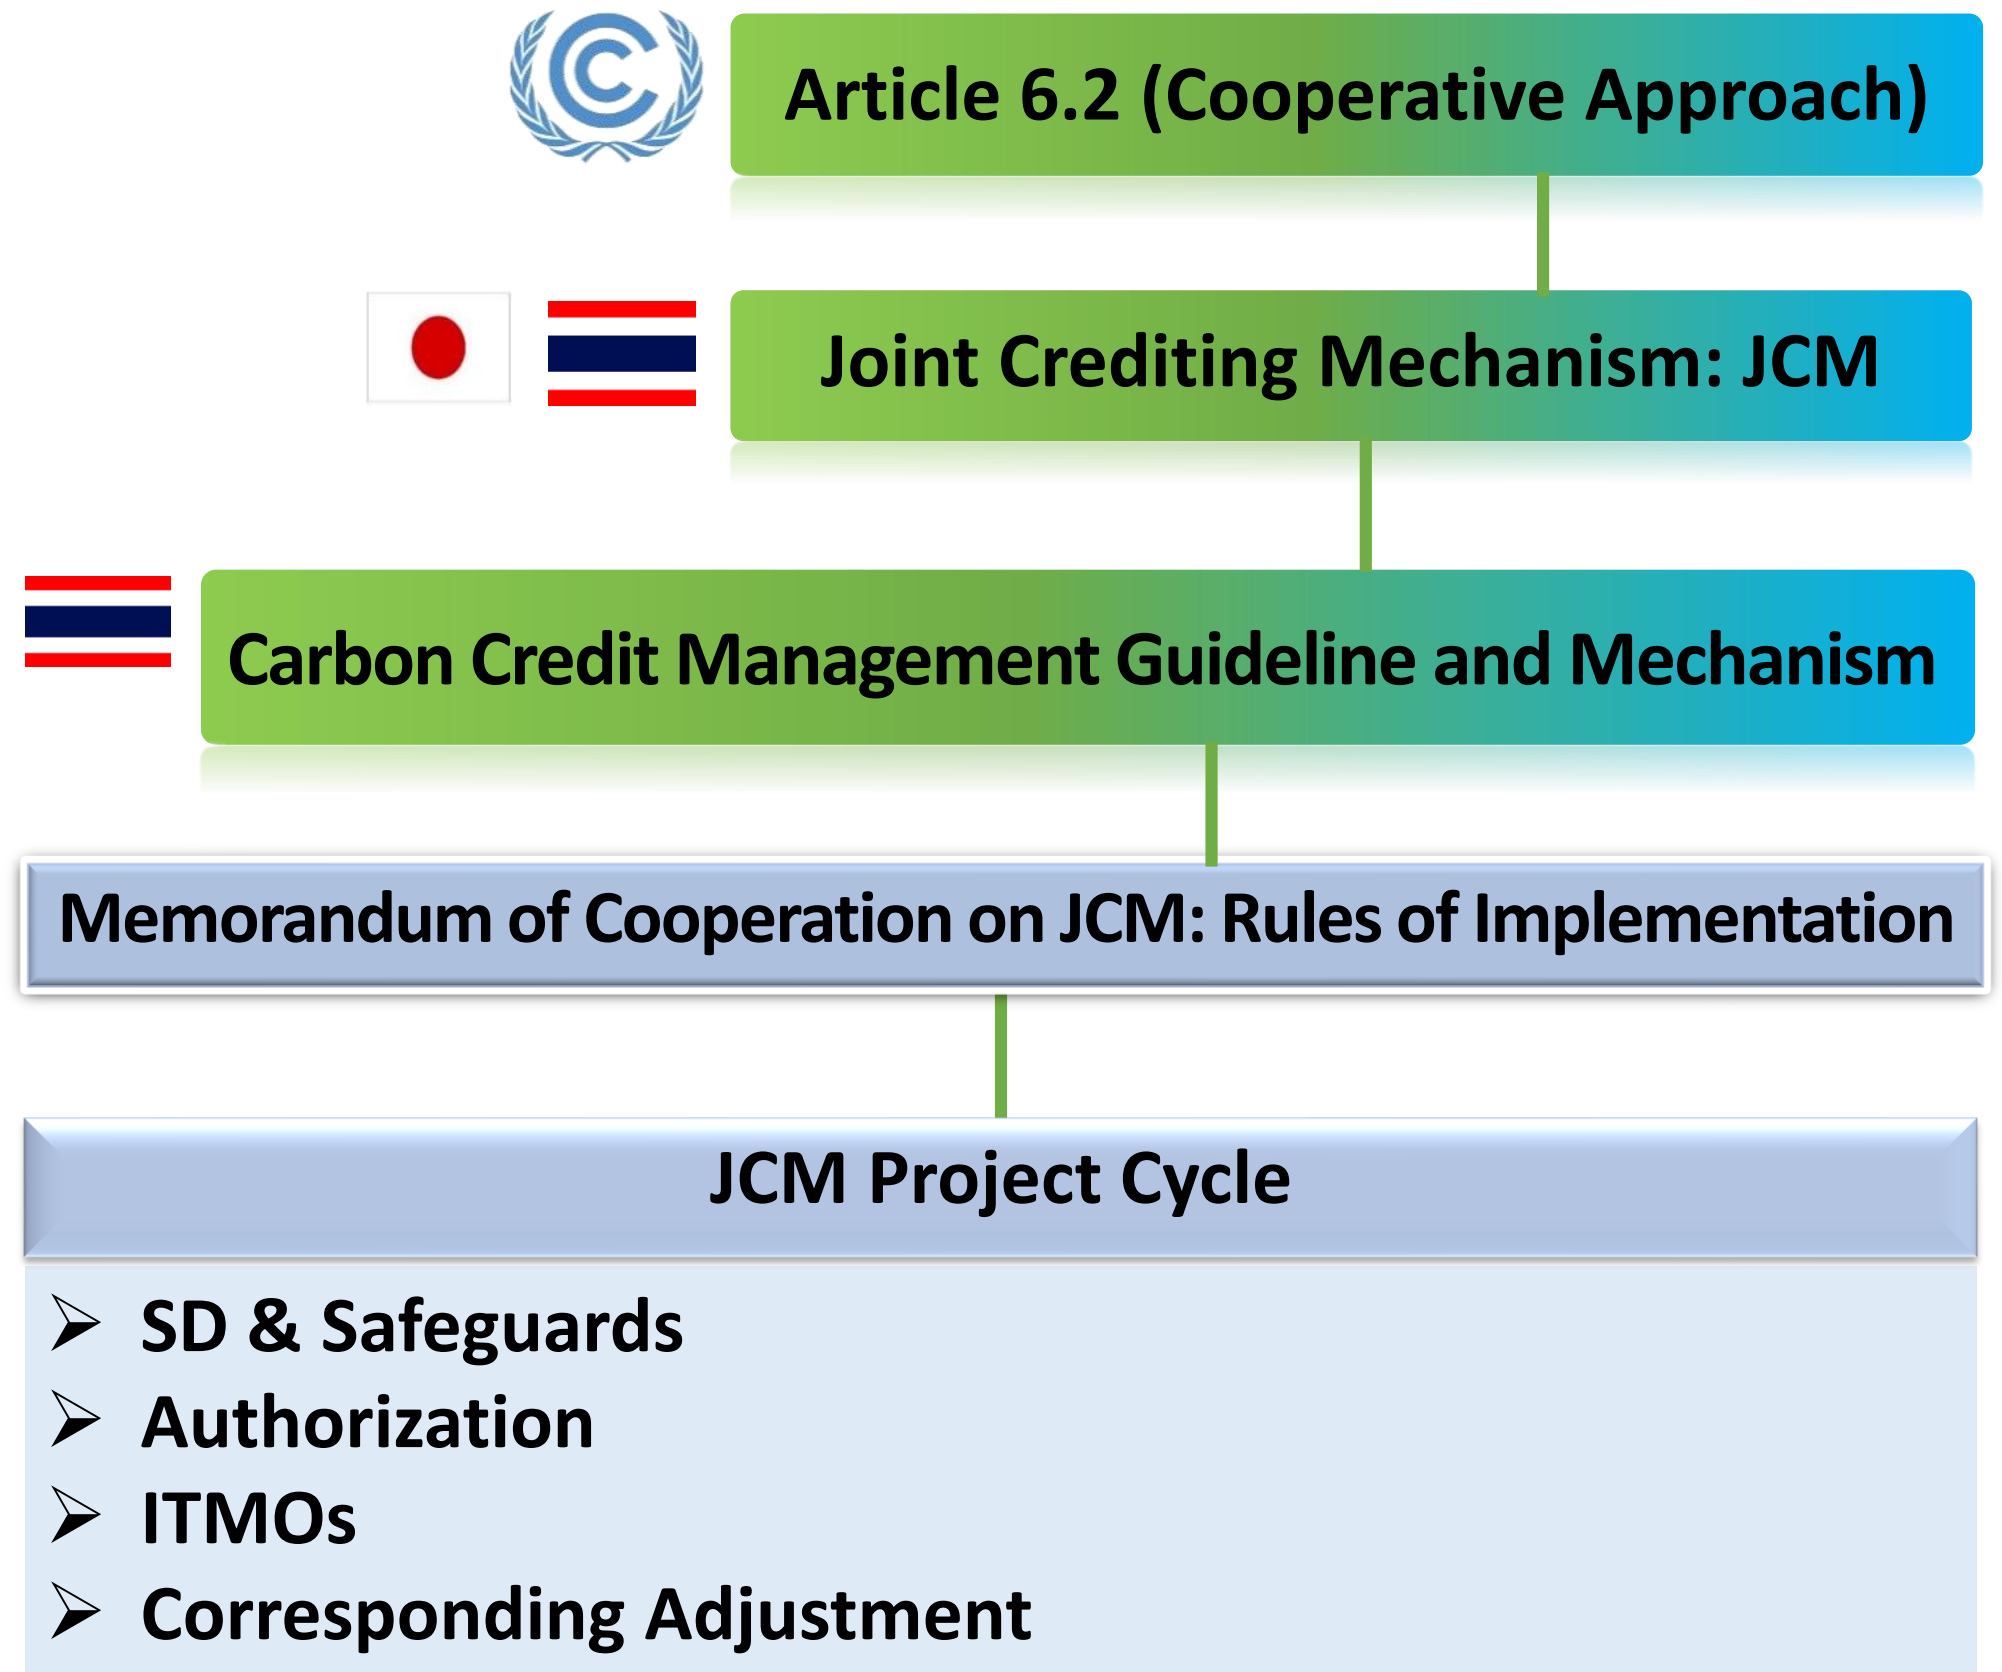 Article 6.2 (Cooperative Approach)
Joint Crediting Mechanism: JCM
Carbon Credit Management Guideline and Mechanism
Memorandum of Cooperation on JCM: Rules of Implementation
JCM Project Cycle
SD & Safeguards
Authorization
ITMOs
Corresponding Adjustment